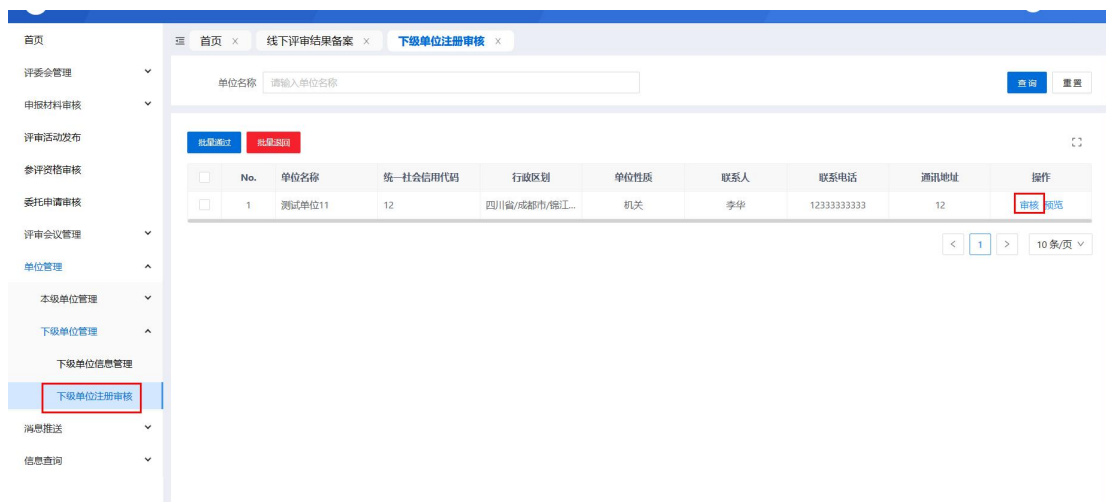 首页
评委会管理
申报材料审核
评审活动发布
参评资格审核
委托申请审核
评审会议管理
单位管理
本级单位管理
下级单位管理
下级单位信息管理
下级单位注册审核
消息推送
信息查询
首页 × 线下评审结果备案 × 下级单位注册审核 ×
单位名称 请输入单位名称 查询 重置
批量通过 批量退回
No. 单位名称 统一社会信用代码 行政区划 单位性质 联系人 联系电话 通讯地址 操作
1 测试单位11 12 四川省/成都市/锦江... 机关 李华 12333333333 12 审核 预览
< 1 > 10 条/页